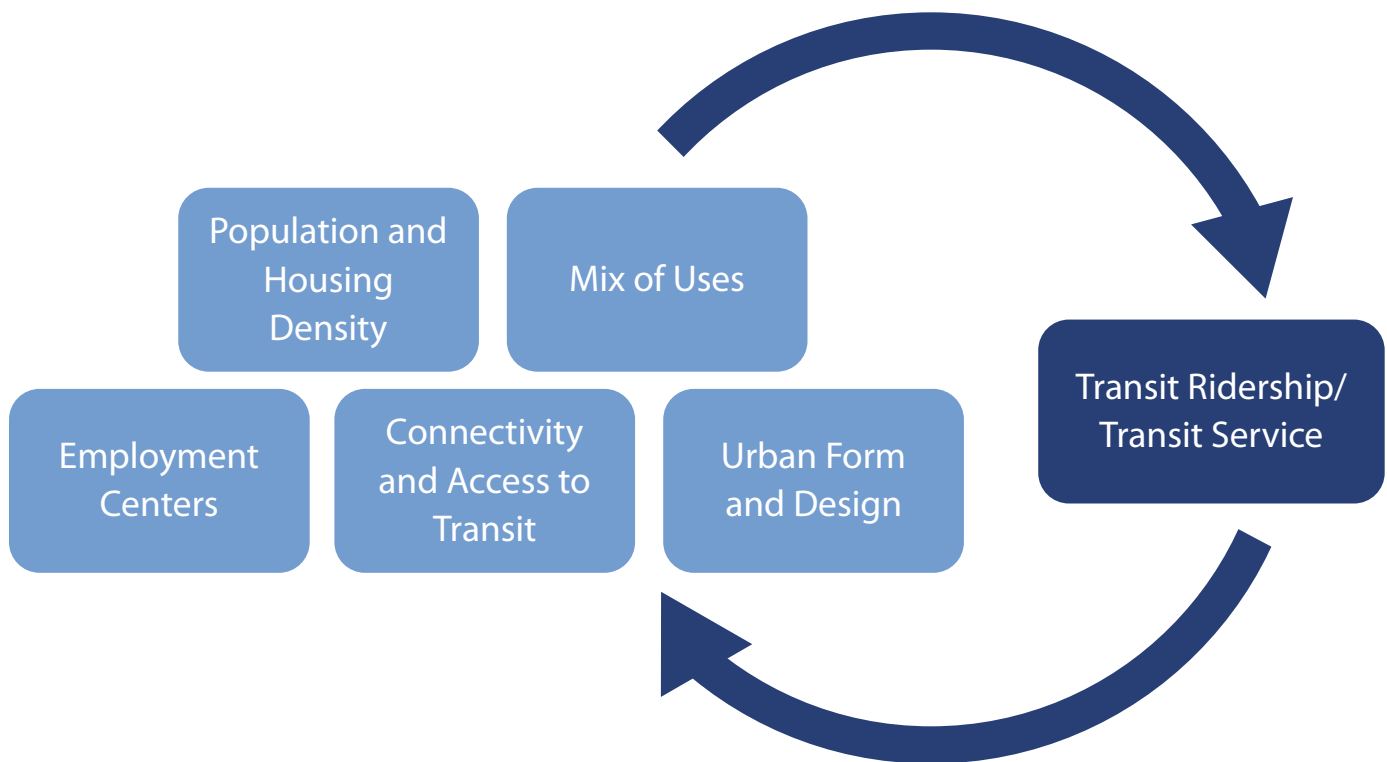 Population and
Housing
Density
Mix of Uses
Employment
Centers
Connectivity
and Access to
Transit
Urban Form
and Design
Transit Ridership/
Transit Service